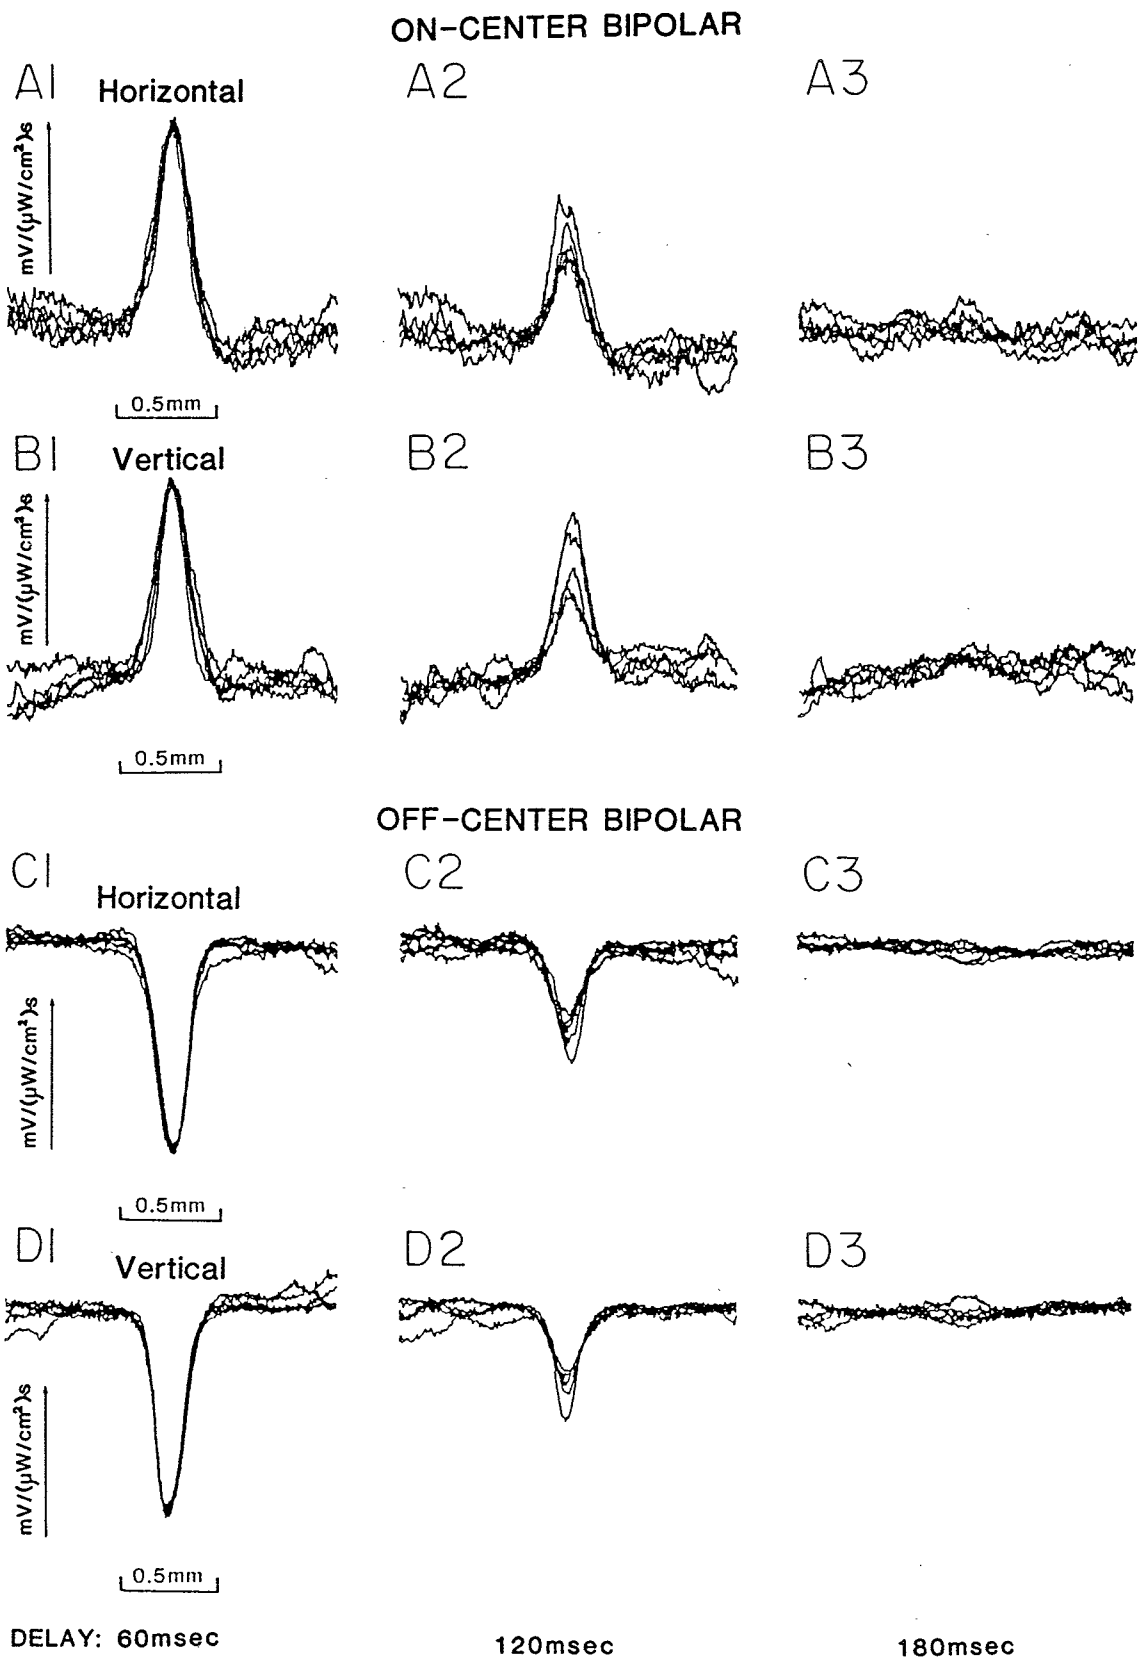 ON-CENTER BIPOLAR
A1 Horizontal A2 A3
mV/(μW/cm²)s
0.5mm
B1 Vertical B2 B3
mV/(μW/cm²)s
0.5mm
OFF-CENTER BIPOLAR
C1 Horizontal C2 C3
mV/(μW/cm²)s
0.5mm
D1 Vertical D2 D3
mV/(μW/cm²)s
0.5mm
DELAY: 60msec 120msec 180msec